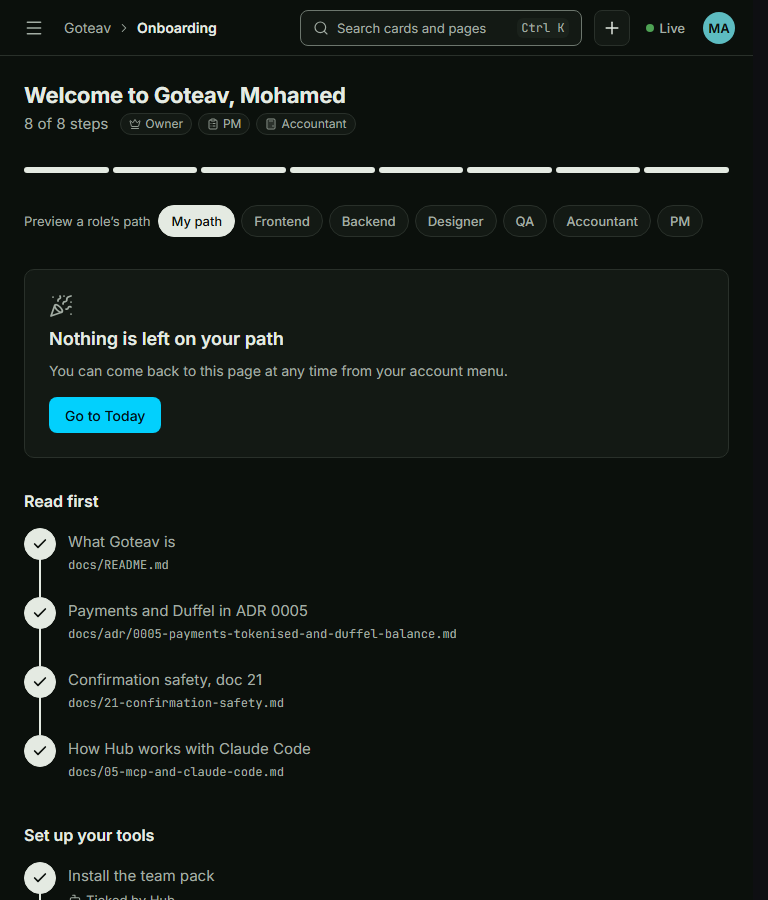 Goteav > Onboarding
Search cards and pages Ctrl K
Live
MA
Welcome to Goteav, Mohamed
8 of 8 steps Owner PM Accountant
Preview a role's path My path Frontend Backend Designer QA Accountant PM
Nothing is left on your path
You can come back to this page at any time from your account menu.
Go to Today
Read first
What Goteav is
docs/README.md
Payments and Duffel in ADR 0005
docs/adr/0005-payments-tokenised-and-duffel-balance.md
Confirmation safety, doc 21
docs/21-confirmation-safety.md
How Hub works with Claude Code
docs/05-mcp-and-claude-code.md
Set up your tools
Install the team pack
Ticked by Hub